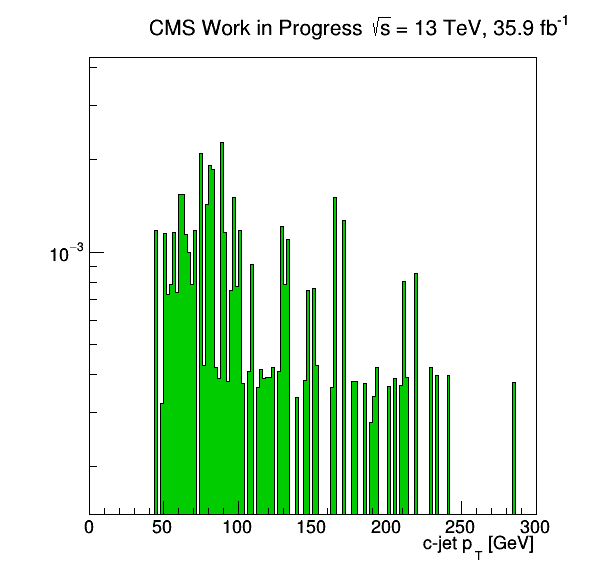 CMS Work in Progress √s = 13 TeV, 35.9 fb⁻¹
10⁻³
0 50 100 150 200 250 300
c-jet p_T [GeV]